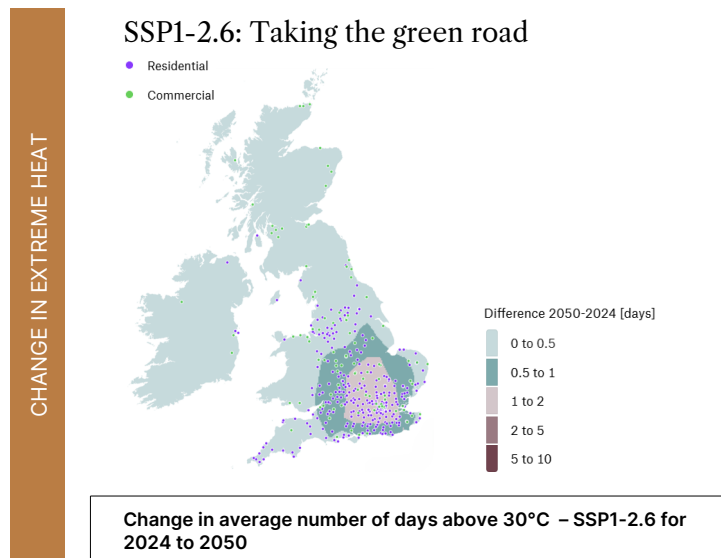 SSP1-2.6: Taking the green road
Residential
Commercial
CHANGE IN EXTREME HEAT
Difference 2050-2024 [days]
0 to 0.5
0.5 to 1
1 to 2
2 to 5
5 to 10
Change in average number of days above 30°C – SSP1-2.6 for
2024 to 2050